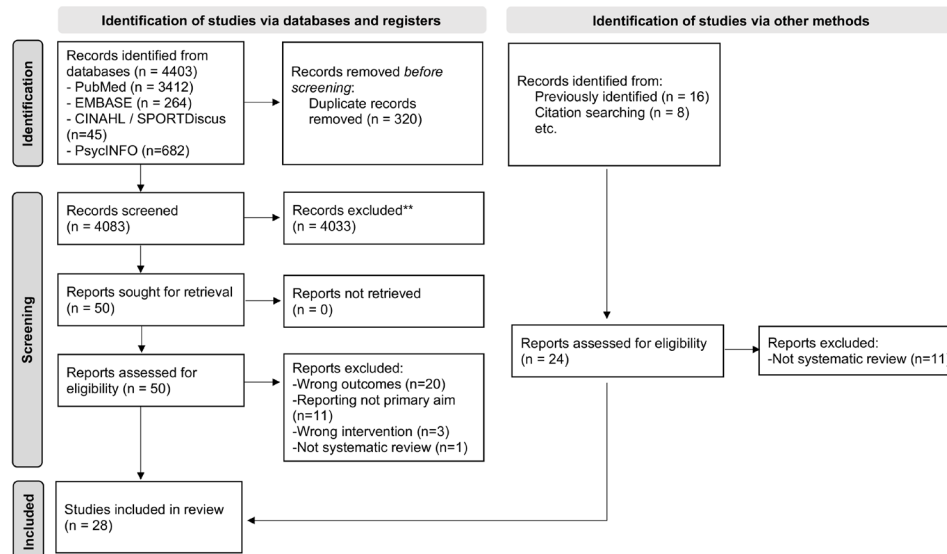 Identification of studies via databases and registers
Identification of studies via other methods
Identification
Records identified from
databases (n = 4403)
- PubMed (n = 3412)
- EMBASE (n = 264)
- CINAHL / SPORTDiscus
(n=45)
- PsycINFO (n=682)
Records removed before
screening:
Duplicate records
removed (n = 320)
Records identified from:
Previously identified (n = 16)
Citation searching (n = 8)
etc.
Screening
Records screened
(n = 4083)
Records excluded**
(n = 4033)
Reports sought for retrieval
(n = 50)
Reports not retrieved
(n = 0)
Reports assessed for
eligibility (n = 50)
Reports excluded:
-Wrong outcomes (n=20)
-Reporting not primary aim
(n=11)
-Wrong intervention (n=3)
-Not systematic review (n=1)
Reports assessed for eligibility
(n = 24)
Reports excluded:
-Not systematic review (n=11)
Included
Studies included in review
(n = 28)